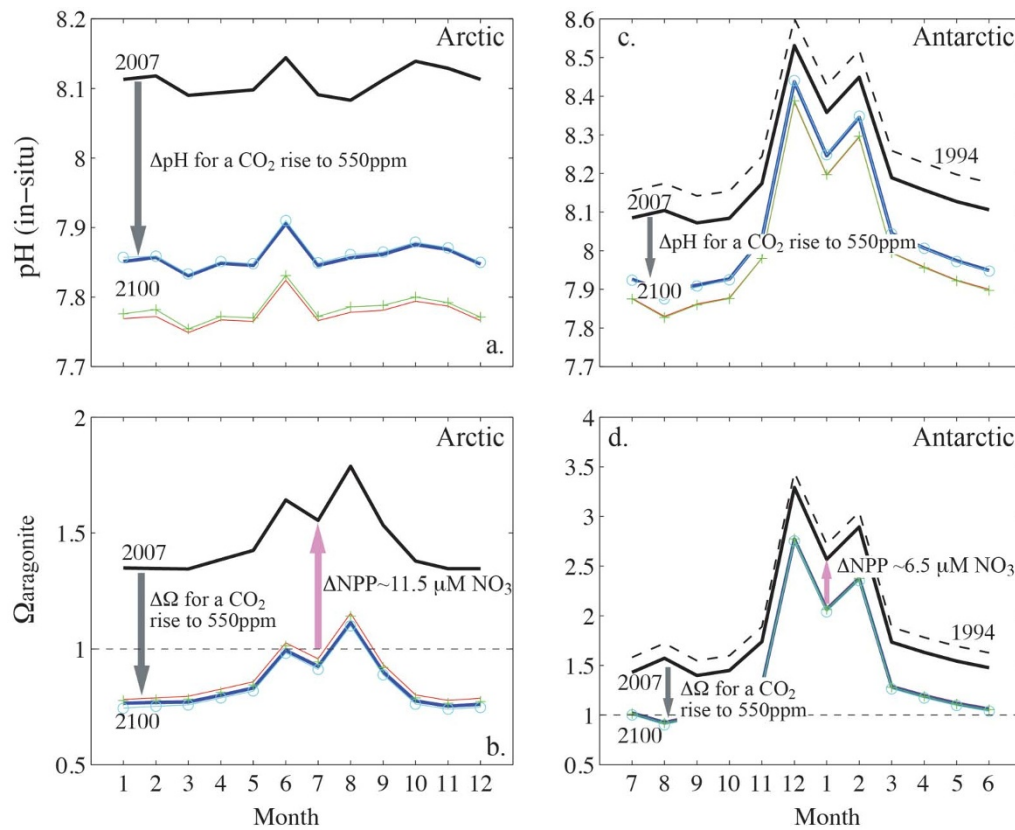 8.2
8.1
8
7.9
7.8
7.7
pH (in-situ)
Arctic
2007
ΔpH for a CO2 rise to 550ppm
2100
a.
8.6
8.5
8.4
8.3
8.2
8.1
8
7.9
7.8
7.7
c.
Antarctic
1994
2007
ΔpH for a CO2 rise to 550ppm
2100
2
1.5
1
0.5
Ωaragonite
Arctic
2007
ΔNPP~11.5 μM NO3
ΔΩ for a CO2
rise to 550ppm
2100
b.
1 2 3 4 5 6 7 8 9 10 11 12
Month
4
3.5
3
2.5
2
1.5
1
0.5
d.
Antarctic
ΔNPP ~6.5 μM NO3
1994
2007
ΔΩ for a CO2
rise to 550ppm
2100
7 8 9 10 11 12 1 2 3 4 5 6
Month